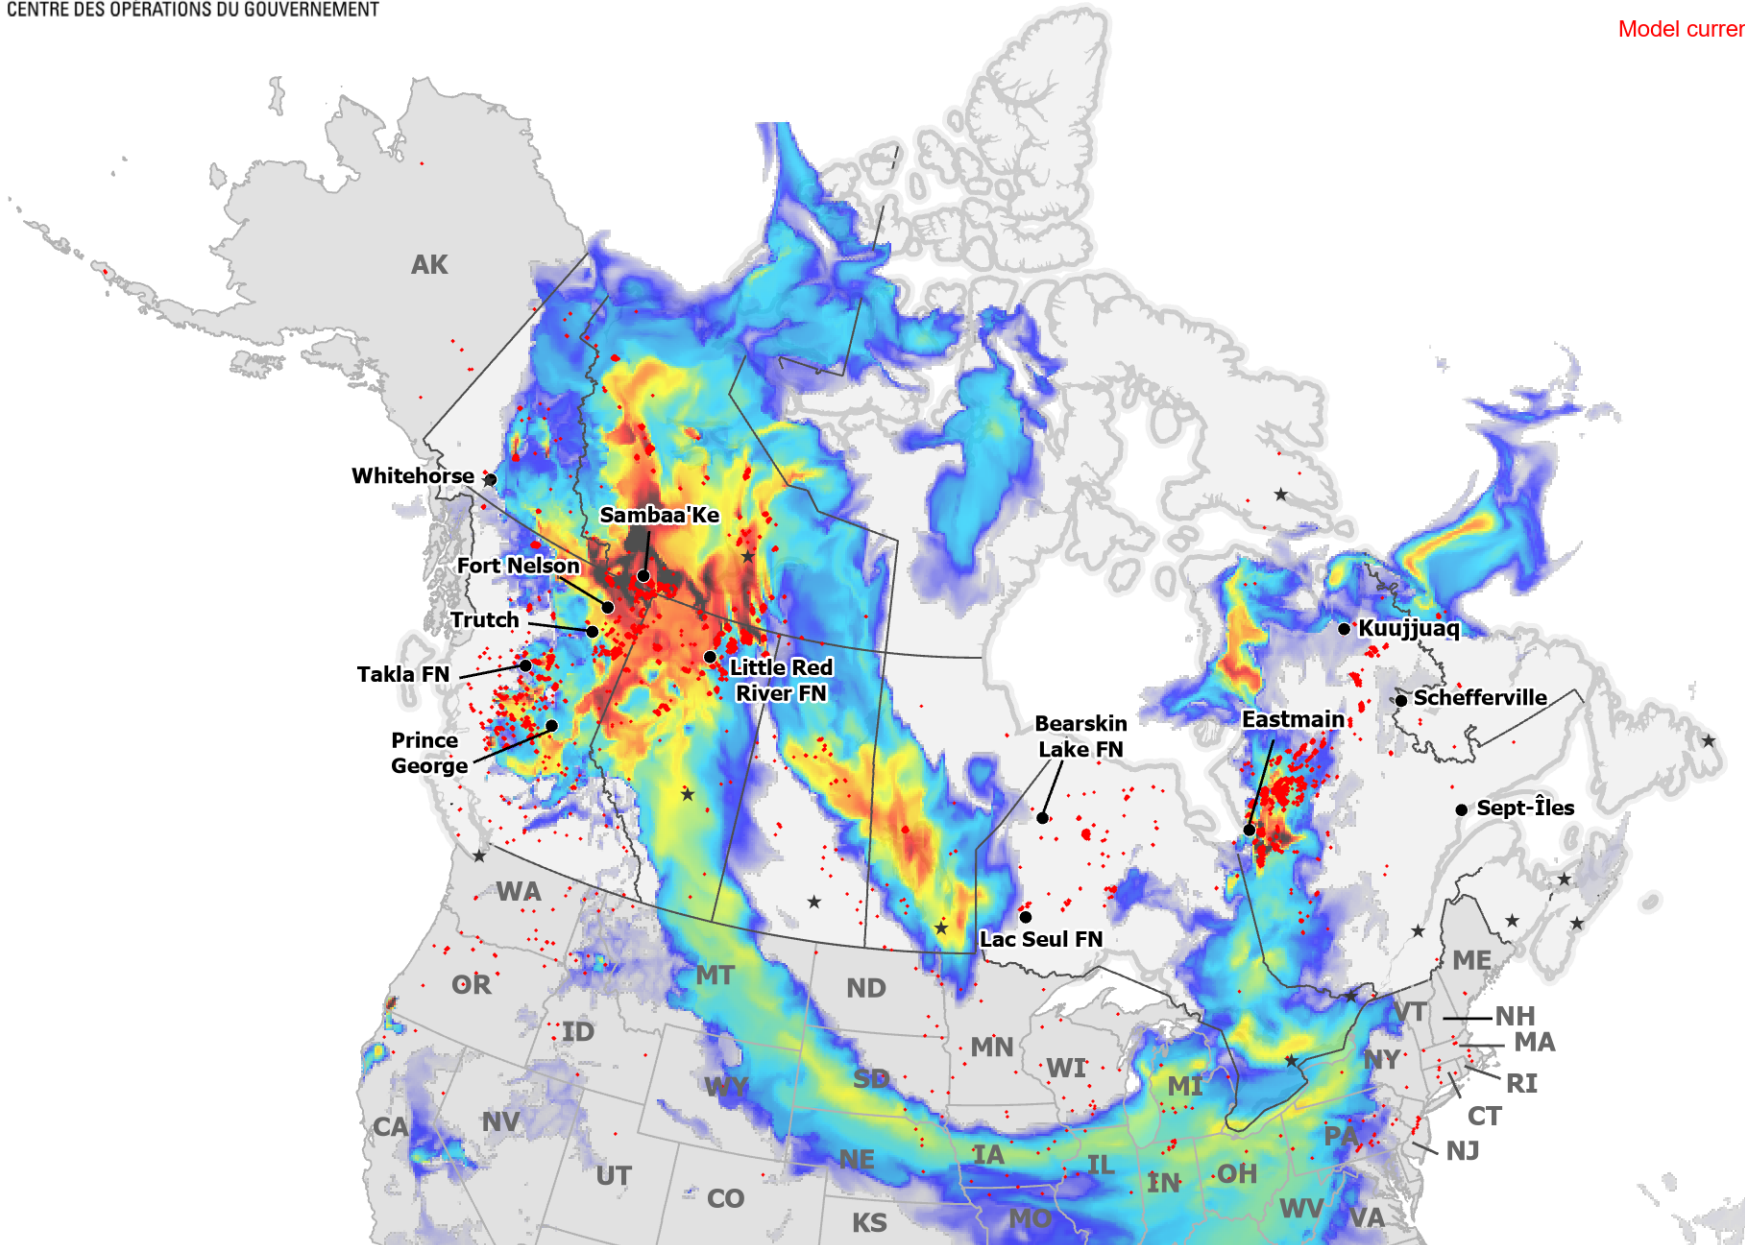 CENTRE DES OPÉRATIONS DU GOUVERNEMENT
Model curren
AK
Whitehorse
Sambaa'Ke
Fort Nelson
Trutch
Takla FN
Little Red
River FN
Prince
George
Bearskin
Lake FN
Lac Seul FN
Eastmain
Kuujjuaq
Schefferville
Sept-Îles
WA
OR
MT
ND
ID
MN
WI
SD
WY
MI
ME
VT
NH
NY
MA
RI
CT
NJ
PA
CA
NV
UT
NE
IA
IL
IN
OH
CO
KS
MO
WV
VA